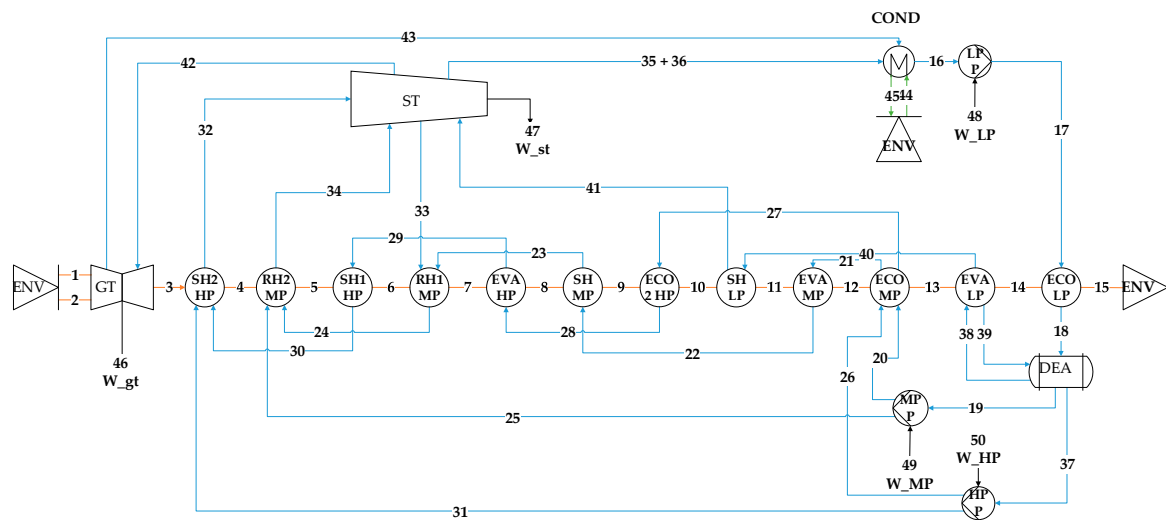 COND
43
42
35 + 36
16
LP
P
ST
32
45
44
ENV
47
W_st
48
W_LP
17
34
33
41
27
29
23
40
21
ENV
1
2
GT
3
SH2
HP
4
RH2
MP
5
SH1
HP
6
RH1
MP
7
EVA
HP
8
SH
MP
9
ECO
2 HP
10
SH
LP
11
EVA
MP
12
ECO
MP
13
EVA
LP
14
ECO
LP
15
ENV
24
28
30
22
18
38
39
20
26
DEA
46
W_gt
25
MP
P
19
49
W_MP
50
W_HP
37
HP
P
31